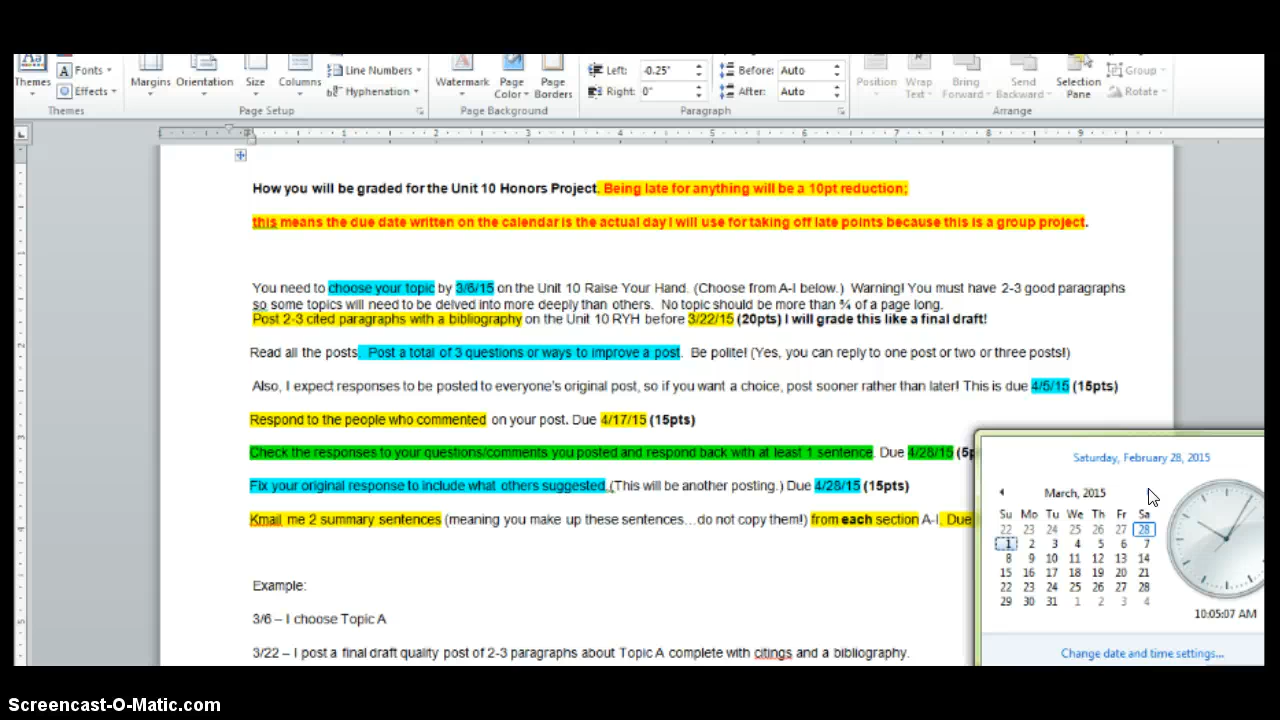 Themes
Fonts
Effects
Themes
Margins
Orientation
Size
Columns
Line Numbers
Hyphenation
Page Setup
Watermark
Page Color
Page Borders
Page Background
Left: -0.25"
Right: 0"
Before: Auto
After: Auto
Paragraph
Position
Wrap Text
Bring Forward
Send Backward
Selection Pane
Group
Rotate
Arrange
1 2 3 4 5 6 7 8 9
How you will be graded for the Unit 10 Honors Project. Being late for anything will be a 10pt reduction;
this means the due date written on the calendar is the actual day I will use for taking off late points because this is a group project.
You need to choose your topic by 3/6/15 on the Unit 10 Raise Your Hand. (Choose from A-I below.) Warning! You must have 2-3 good paragraphs
so some topics will need to be delved into more deeply than others. No topic should be more than ¾ of a page long.
Post 2-3 cited paragraphs with a bibliography on the Unit 10 RYH before 3/22/15 (20pts) I will grade this like a final draft!
Read all the posts. Post a total of 3 questions or ways to improve a post. Be polite! (Yes, you can reply to one post or two or three posts!)
Also, I expect responses to be posted to everyone's original post, so if you want a choice, post sooner rather than later! This is due 4/5/15 (15pts)
Respond to the people who commented on your post. Due 4/17/15 (15pts)
Check the responses to your questions/comments you posted and respond back with at least 1 sentence. Due 4/28/15 (5p
Fix your original response to include what others suggested. (This will be another posting.) Due 4/28/15 (15pts)
Kmail me 2 summary sentences (meaning you make up these sentences…do not copy them!) from each section A-I. Due
Example:
3/6 – I choose Topic A
3/22 – I post a final draft quality post of 2-3 paragraphs about Topic A complete with citings and a bibliography.
Saturday, February 28, 2015
March, 2015
Su Mo Tu We Th Fr Sa
22 23 24 25 26 27 28
1 2 3 4 5 6 7
8 9 10 11 12 13 14
15 16 17 18 19 20 21
22 23 24 25 26 27 28
29 30 31 1 2 3 4
10:05:07 AM
Change date and time settings...
Screencast-O-Matic.com